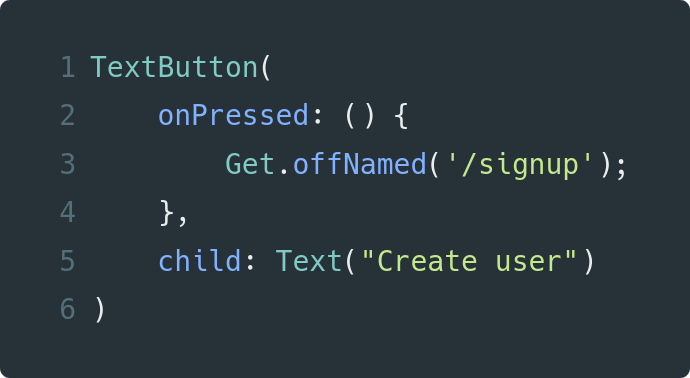 1 TextButton(
2     onPressed: () {
3         Get.offNamed('/signup');
4     },
5     child: Text("Create user")
6 )